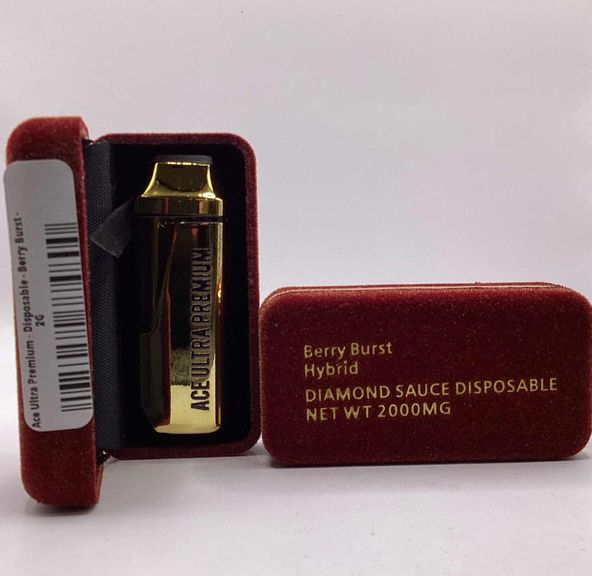 Ace Ultra Premium - Disposable - Berry Burst -
2G
ACE ULTRA PREMIUM
Berry Burst
Hybrid
DIAMOND SAUCE DISPOSABLE
NET WT 2000MG